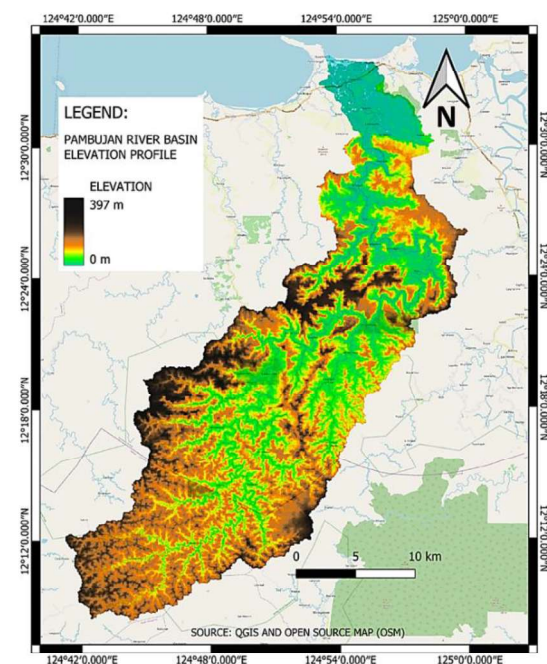 124°42'0.000"E 124°48'0.000"E 124°54'0.000"E 125°0'0.000"E
LEGEND:
PAMBUJAN RIVER BASIN
ELEVATION PROFILE
ELEVATION
397 m
0 m
N
12°30'0.000"N 12°30'0.000"N
12°24'0.000"N 12°24'0.000"N
12°18'0.000"N 12°18'0.000"N
12°12'0.000"N 12°12'0.000"N
0 5 10 km
SOURCE: QGIS AND OPEN SOURCE MAP (OSM)
124°42'0.000"E 124°48'0.000"E 124°54'0.000"E 125°0'0.000"E